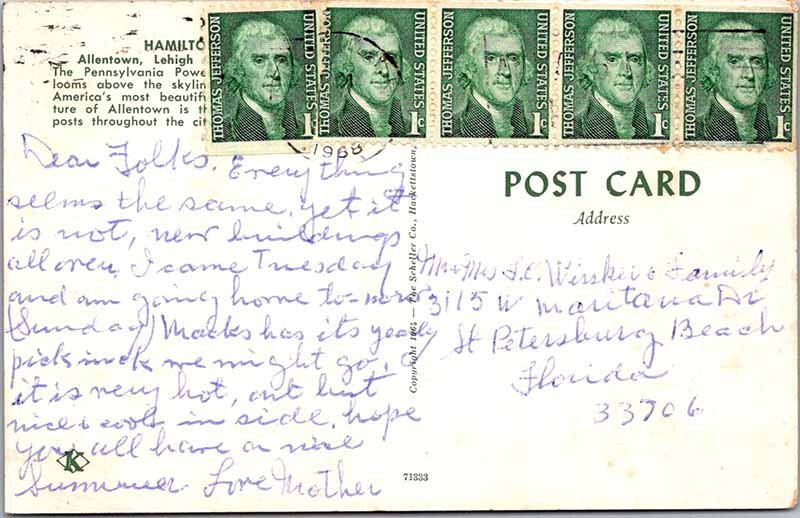 HAMILTO
Allentown, Lehigh
The Pennsylvania Powe
looms above the skylin
America's most beautif
ture of Allentown is th
posts throughout the cit
THOMAS JEFFERSON UNITED STATES 1c
THOMAS JEFFERSON UNITED STATES 1c
THOMAS JEFFERSON UNITED STATES 1c
THOMAS JEFFERSON UNITED STATES 1c
THOMAS JEFFERSON UNITED STATES 1c
1968
Dear Folks. Everything
seems the same, yet it
is not, new buildings
all over, I came Tuesday
and am going home to-morr
(Sunday) Macks has its yearly
picknick we might go,
it is very hot, out but
nice & cool in side. hope
you all have a nice
Summer. Love Mother
K
Copyright 1964 — The Scheller Co., Hackettstown,
POST CARD
Address
Mr Mrs & Family
3115 W Maritana Dr
St Petersburg Beach
Florida
33706
71333